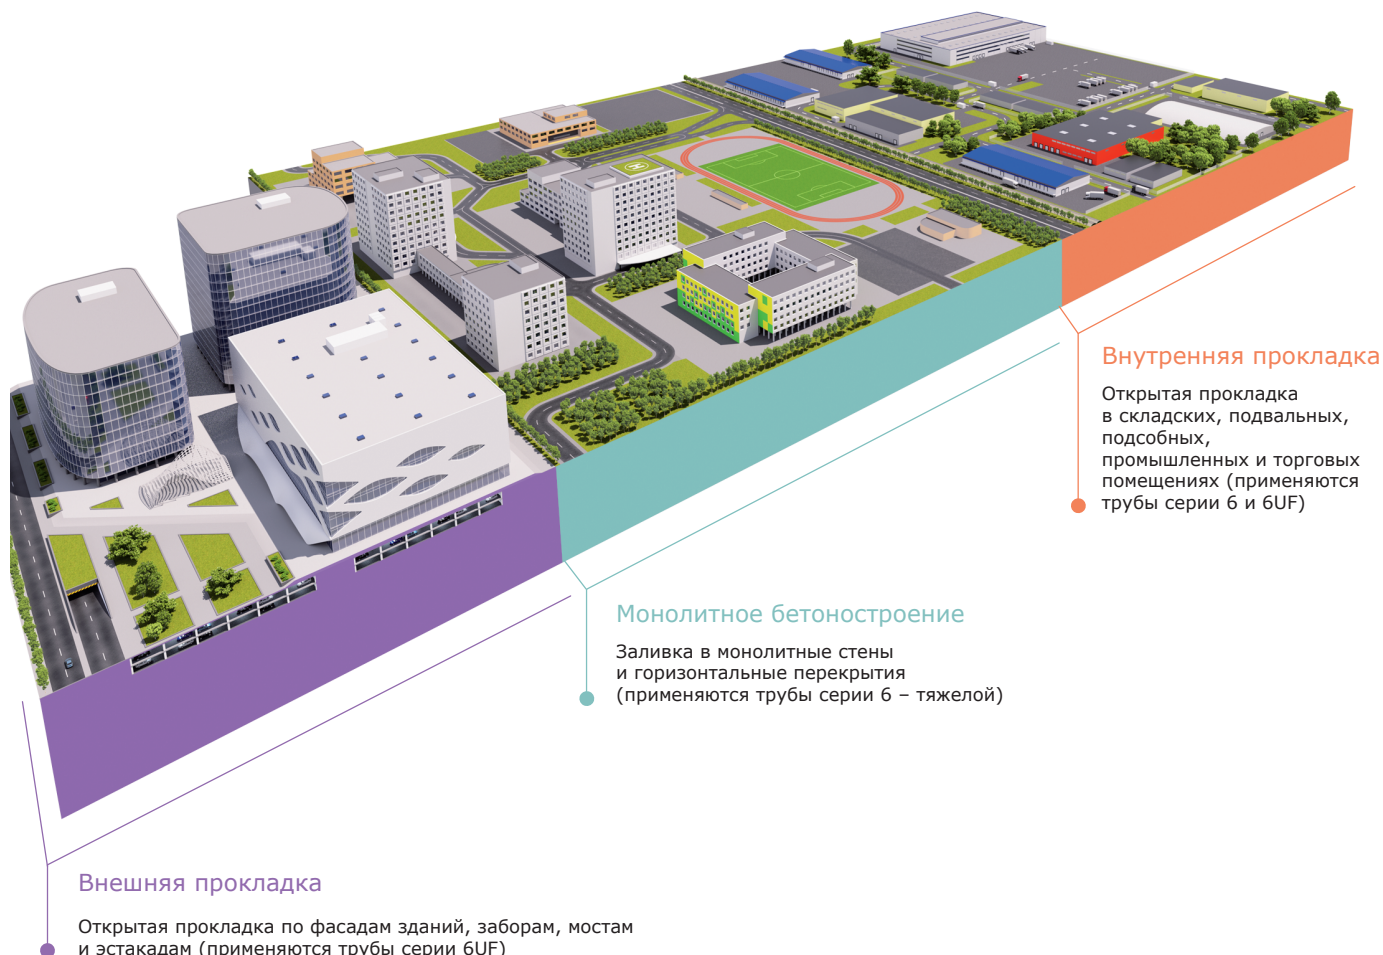 Внутренняя прокладка
Открытая прокладка
в складских, подвальных,
подсобных,
промышленных и торговых
помещениях (применяются
трубы серии 6 и 6UF)
Монолитное бетоностроение
Заливка в монолитные стены
и горизонтальные перекрытия
(применяются трубы серии 6 – тяжелой)
Внешняя прокладка
Открытая прокладка по фасадам зданий, заборам, мостам
и эстакадам (применяются трубы серии 6UF)
H